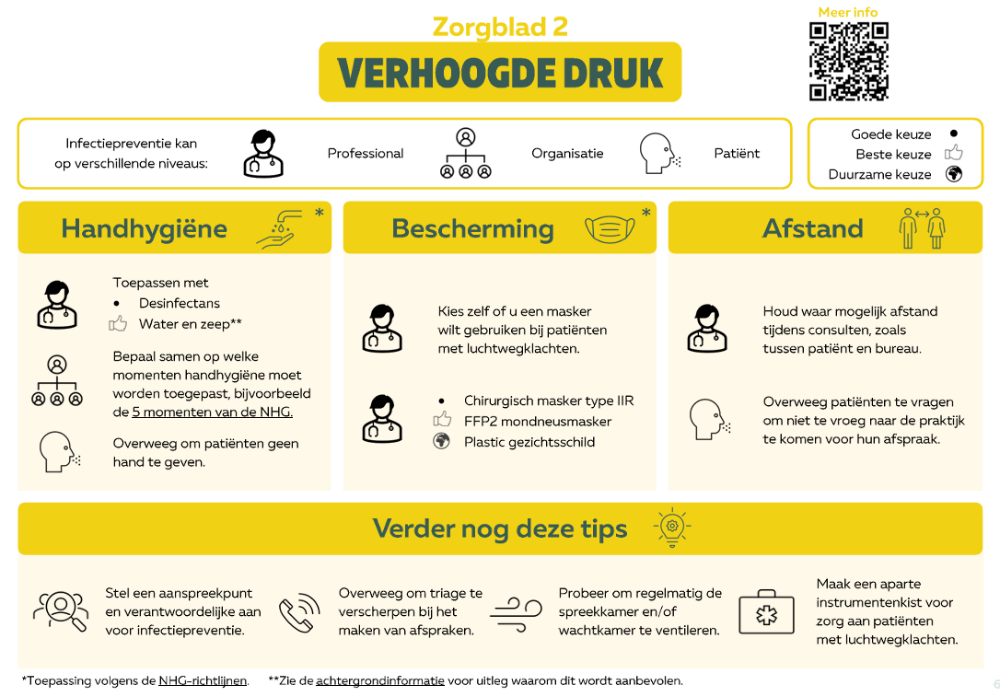 Zorgblad 2
VERHOOGDE DRUK
Meer info
Infectiepreventie kan
op verschillende niveaus:
Professional
Organisatie
Patiënt
Goede keuze
Beste keuze
Duurzame keuze
Handhygiëne *
Toepassen met
• Desinfectans
Water en zeep**
Bepaal samen op welke
momenten handhygiëne moet
worden toegepast, bijvoorbeeld
de 5 momenten van de NHG.
Overweeg om patiënten geen
hand te geven.
Bescherming *
Kies zelf of u een masker
wilt gebruiken bij patiënten
met luchtwegklachten.
• Chirurgisch masker type IIR
FFP2 mondneusmasker
Plastic gezichtsschild
Afstand
Houd waar mogelijk afstand
tijdens consulten, zoals
tussen patiënt en bureau.
Overweeg patiënten te vragen
om niet te vroeg naar de praktijk
te komen voor hun afspraak.
Verder nog deze tips
Stel een aanspreekpunt
en verantwoordelijke aan
voor infectiepreventie.
Overweeg om triage te
verscherpen bij het
maken van afspraken.
Probeer om regelmatig de
spreekkamer en/of
wachtkamer te ventileren.
Maak een aparte
instrumentenkist voor
zorg aan patiënten
met luchtwegklachten.
*Toepassing volgens de NHG-richtlijnen. **Zie de achtergrondinformatie voor uitleg waarom dit wordt aanbevolen.
6